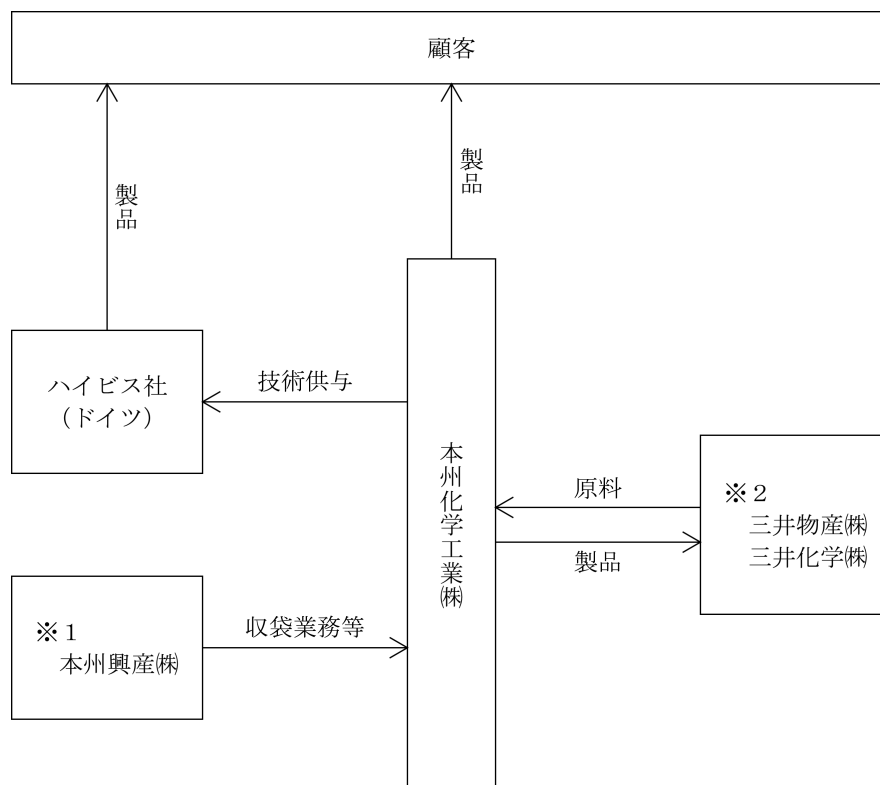 顧客
製品
製品
ハイビス社
（ドイツ）
技術供与
本州化学工業㈱
原料
製品
※２
三井物産㈱
三井化学㈱
※１
本州興産㈱
収袋業務等